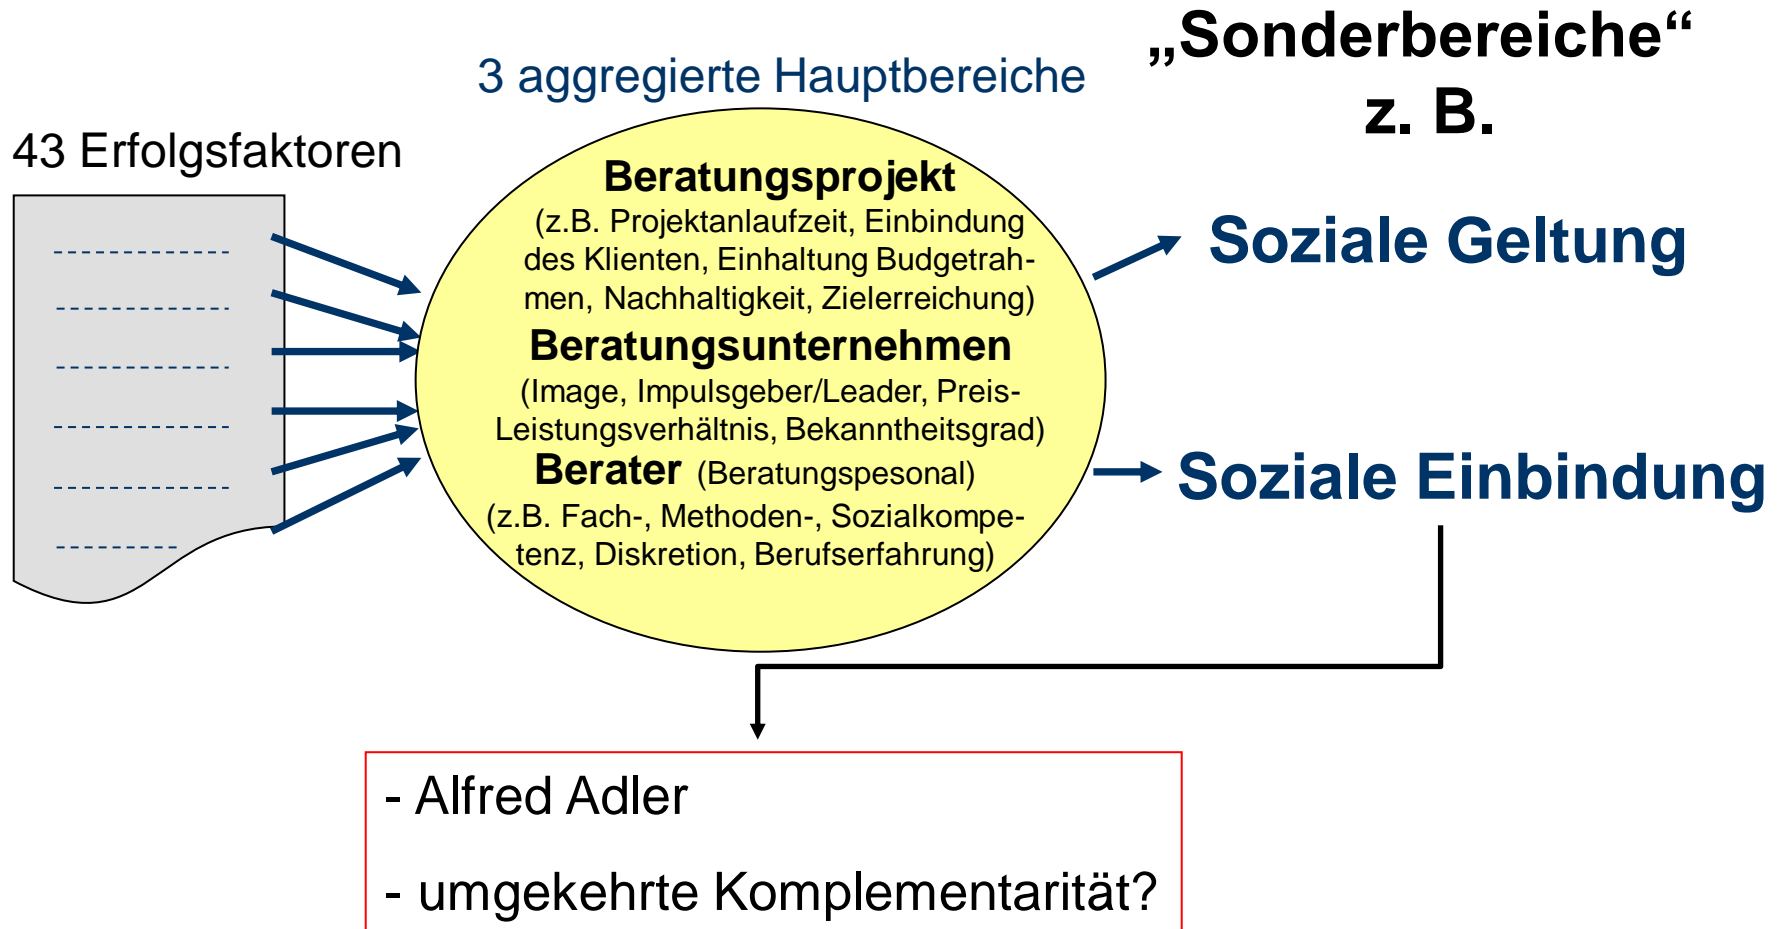 „Sonderbereiche“
z. B.
3 aggregierte Hauptbereiche
43 Erfolgsfaktoren
Beratungsprojekt
(z.B. Projektanlaufzeit, Einbindung
des Klienten, Einhaltung Budgetrah-
men, Nachhaltigkeit, Zielerreichung)
Beratungsunternehmen
(Image, Impulsgeber/Leader, Preis-
Leistungsverhältnis, Bekanntheitsgrad)
Berater (Beratungspesonal)
(z.B. Fach-, Methoden-, Sozialkompe-
tenz, Diskretion, Berufserfahrung)
Soziale Geltung
Soziale Einbindung
- Alfred Adler
- umgekehrte Komplementarität?